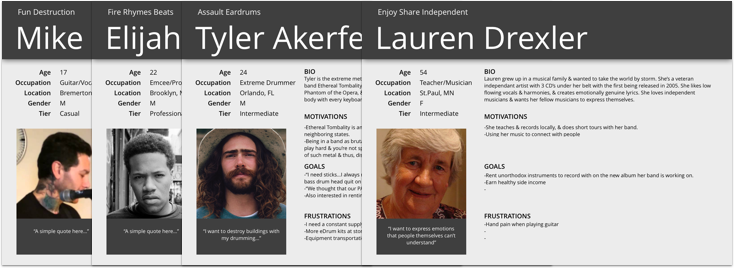 Fun Destruction
Mike
Age 17
Occupation Guitar/Voc
Location Bremerton
Gender M
Tier Casual
"A simple quote here..."
Fire Rhymes Beats
Elijah
Age 22
Occupation Emcee/Pro
Location Brooklyn, N
Gender M
Tier Profession
"A simple quote here..."
Assault Eardrums
Tyler Akerfe
Age 24
Occupation Extreme Drummer
Location Orlando, FL
Gender M
Tier Intermediate
"I want to destroy buildings with
my drumming..."
BIO
Tyler is the extreme met
band Ethereal Tombality
Phantom of the Opera, &
body with every keyboar
MOTIVATIONS
-Ethereal Tombality is an
neighboring states.
-Being in a band as brut
play hard & you're not s
of such metal & thus, di
GOALS
-"I need sticks...I always
bass drum head quit on
-"We thought that our PA
-Also interested in rentin
FRUSTRATIONS
-I need a constant supply
-More eDrum kits at stor
-Equipment transportati
Enjoy Share Independent
Lauren Drexler
Age 54
Occupation Teacher/Musician
Location St.Paul, MN
Gender F
Tier Intermediate
"I want to express emotions
that people themselves can't
understand"
BIO
Lauren grew up in a musical family & wanted to take the world by storm. She's a veteran
independent artist with 3 CD's under her belt with the first being released in 2005. She likes low
flowing vocals & harmonies, & creates emotionally genuine lyrics. She loves independent
musicians & wants her fellow musicians to express themselves.
MOTIVATIONS
-She teaches & records locally, & does short tours with her band.
-Using her music to connect with people
GOALS
-Rent unorthodox instruments to record with on the new album her band is working on.
-Earn healthy side income
-
FRUSTRATIONS
-Hand pain when playing guitar
-
-